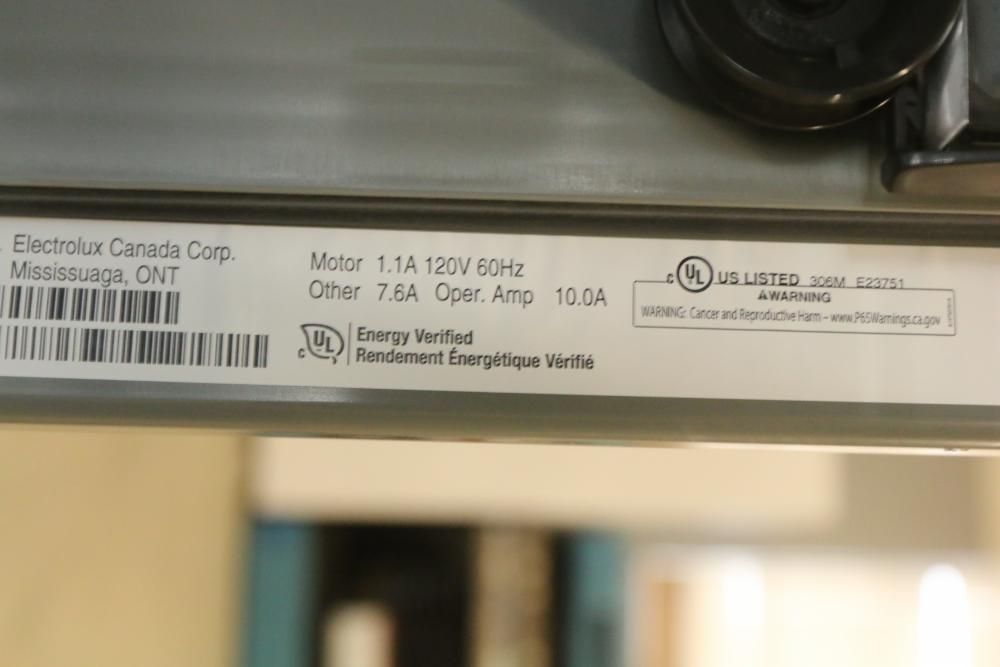 Electrolux Canada Corp.
Mississuaga, ONT
Motor 1.1A 120V 60Hz
Other 7.6A Oper. Amp 10.0A
c UL Energy Verified
Rendement Énergétique Vérifié
c UL US LISTED 306M E23751
⚠WARNING
WARNING: Cancer and Reproductive Harm – www.P65Warnings.ca.gov